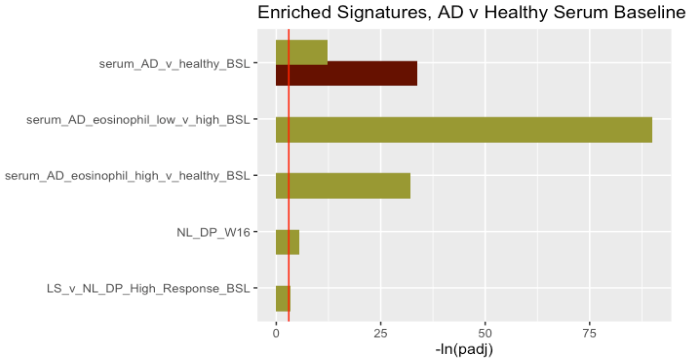 Enriched Signatures, AD v Healthy Serum Baseline
serum_AD_v_healthy_BSL
serum_AD_eosinophil_low_v_high_BSL
serum_AD_eosinophil_high_v_healthy_BSL
NL_DP_W16
LS_v_NL_DP_High_Response_BSL
0 25 50 75
-ln(padj)